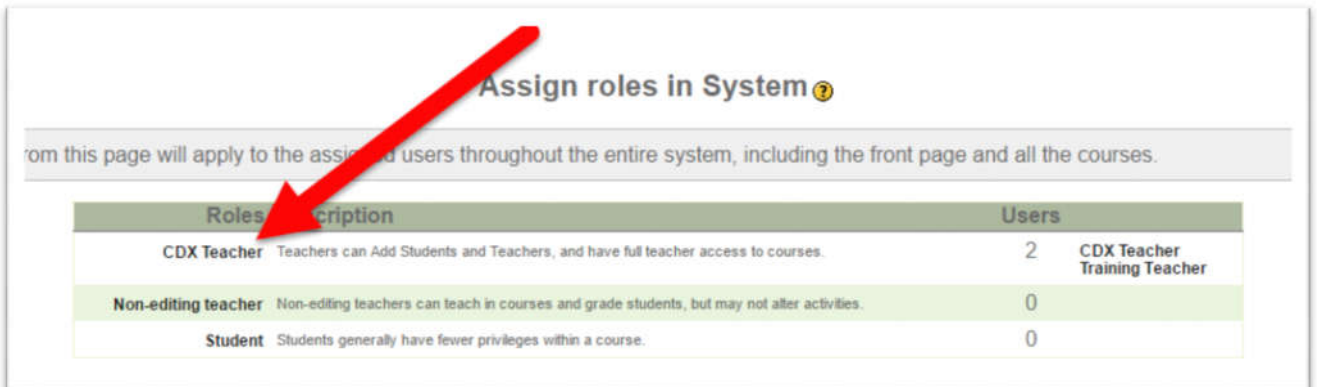 Assign roles in System
rom this page will apply to the assigned users throughout the entire system, including the front page and all the courses.
Roles cription Users
CDX Teacher Teachers can Add Students and Teachers, and have full teacher access to courses. 2 CDX Teacher
Training Teacher
Non-editing teacher Non-editing teachers can teach in courses and grade students, but may not alter activities. 0
Student Students generally have fewer privileges within a course. 0